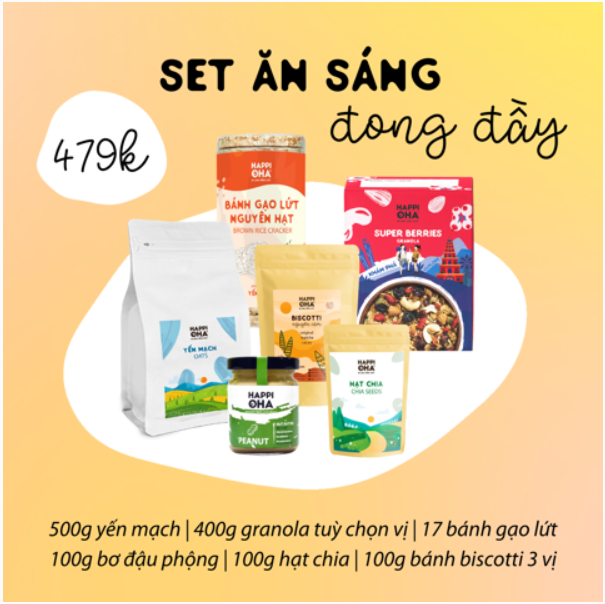 SET ĂN SÁNG
đong đầy
479k
HAPPI
OHA
BÁNH GẠO LỨT
NGUYÊN HẠT
BROWN RICE CRACKER
HAPPI
OHA
SUPER BERRIES
GRANOLA
HAPPI
OHA
YẾN MẠCH
OATS
HAPPI
OHA
BISCOTTI
nguyên cám
HAPPI
OHA
PEANUT
HAPPI
OHA
HẠT CHIA
CHIA SEEDS
500g yến mạch | 400g granola tuỳ chọn vị | 17 bánh gạo lứt
100g bơ đậu phộng | 100g hạt chia | 100g bánh biscotti 3 vị